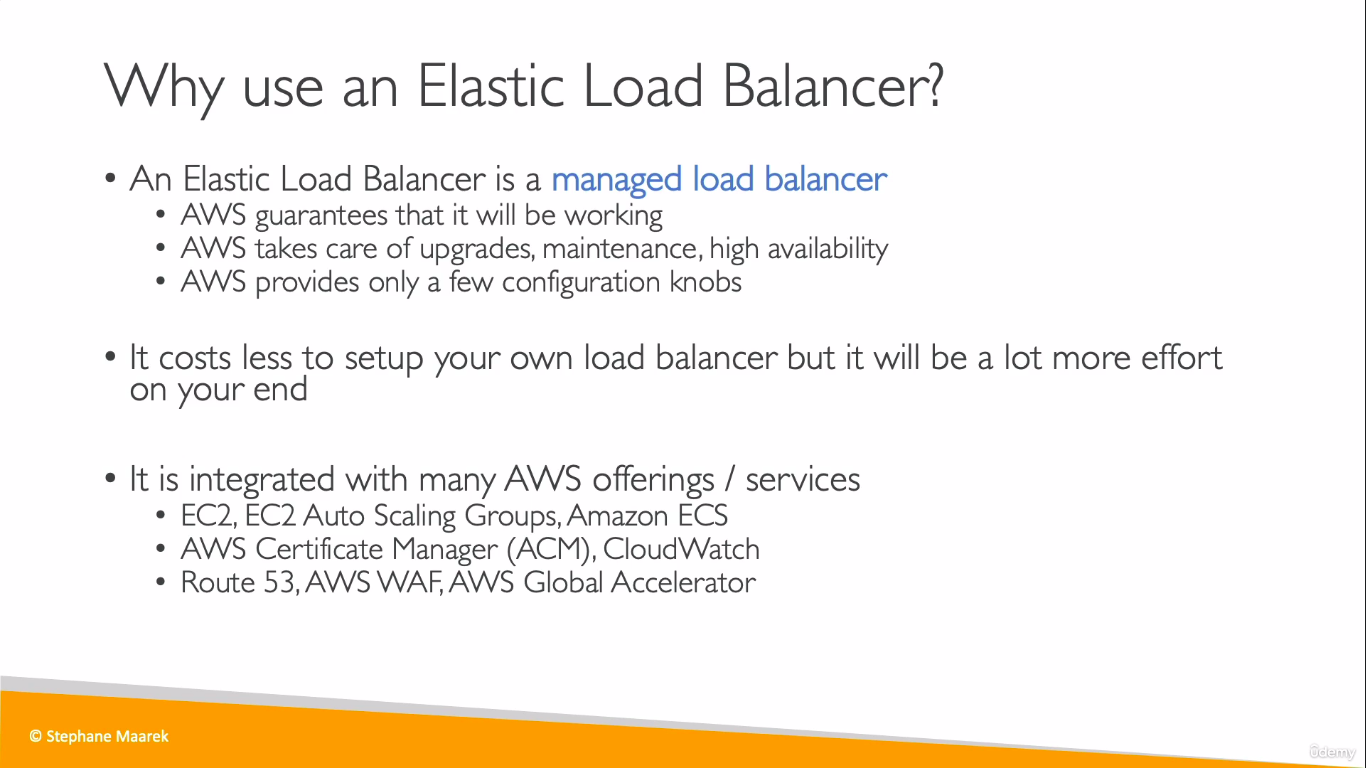 Why use an Elastic Load Balancer?
• An Elastic Load Balancer is a managed load balancer
• AWS guarantees that it will be working
• AWS takes care of upgrades, maintenance, high availability
• AWS provides only a few configuration knobs
• It costs less to setup your own load balancer but it will be a lot more effort
on your end
• It is integrated with many AWS offerings / services
• EC2, EC2 Auto Scaling Groups, Amazon ECS
• AWS Certificate Manager (ACM), CloudWatch
• Route 53, AWS WAF, AWS Global Accelerator
© Stephane Maarek
ûdemy